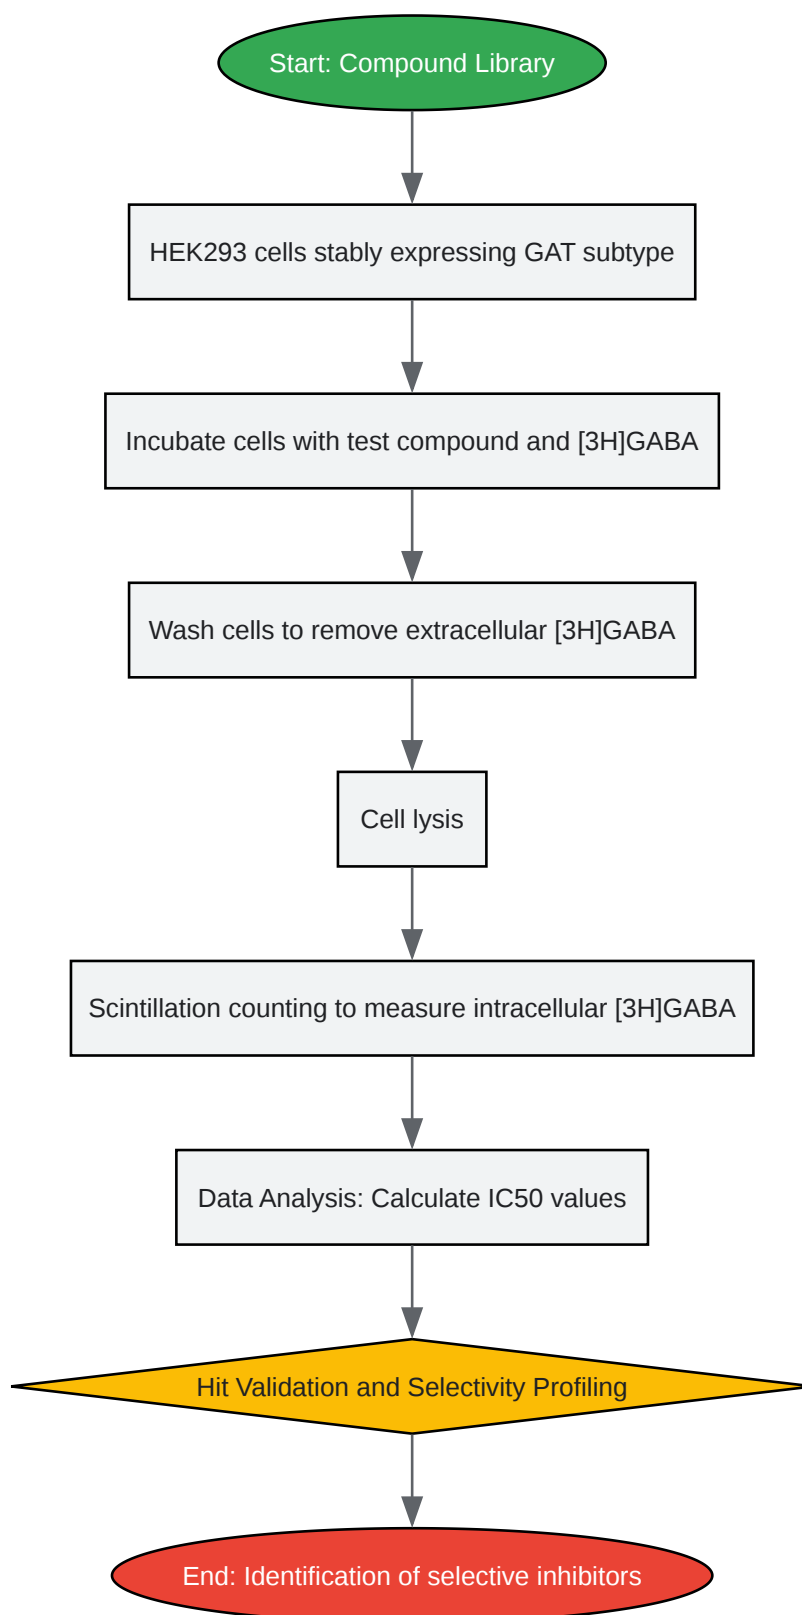 Start: Compound Library
HEK293 cells stably expressing GAT subtype
Incubate cells with test compound and [3H]GABA
Wash cells to remove extracellular [3H]GABA
Cell lysis
Scintillation counting to measure intracellular [3H]GABA
Data Analysis: Calculate IC50 values
Hit Validation and Selectivity Profiling
End: Identification of selective inhibitors